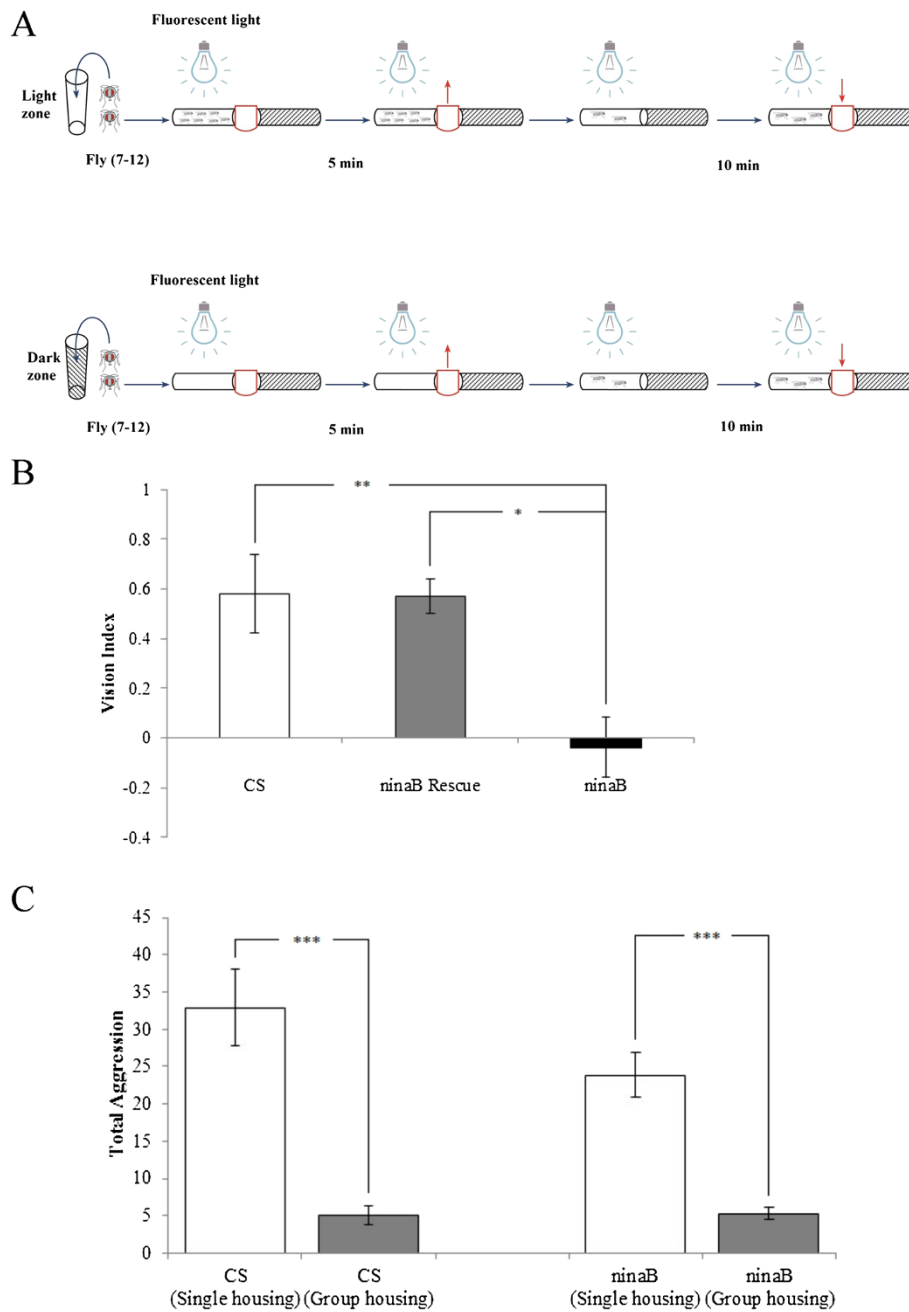 A
Fluorescent light
Light
zone
Fly (7-12)
5 min
10 min
Fluorescent light
Dark
zone
Fly (7-12)
5 min
10 min
B
1
**
*
0.8
0.6
0.4
0.2
0
-0.2
-0.4
Vision Index
CS
ninaB Rescue
ninaB
C
45
40
35
30
25
20
15
10
5
0
Total Aggression
***
***
CS
(Single housing)
CS
(Group housing)
ninaB
(Single housing)
ninaB
(Group housing)